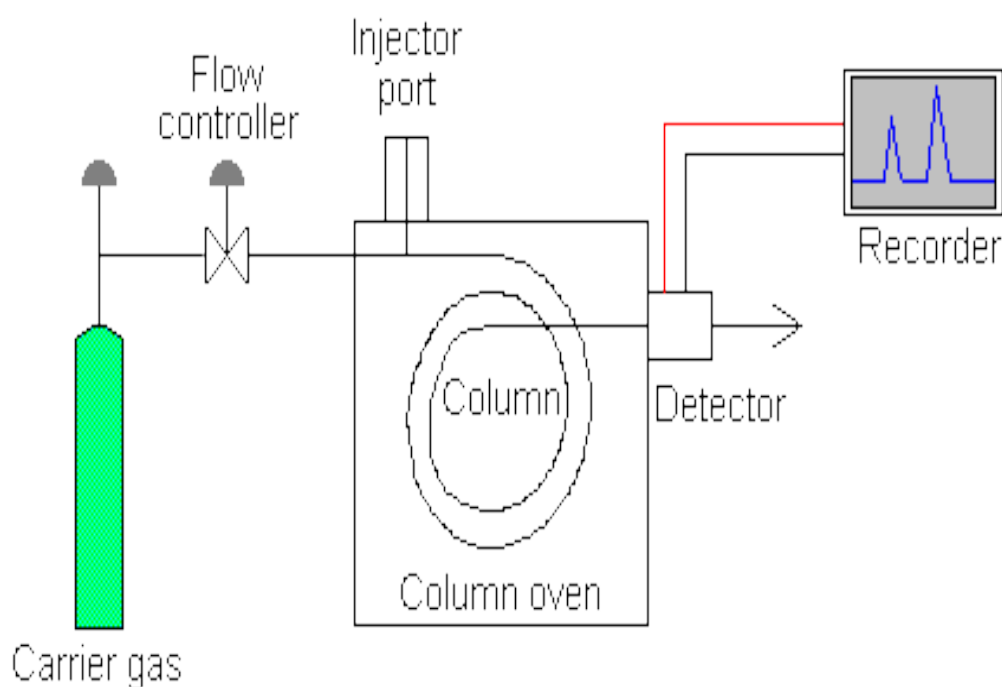 Injector
port
Flow
controller
Recorder
Column
Detector
Column oven
Carrier gas